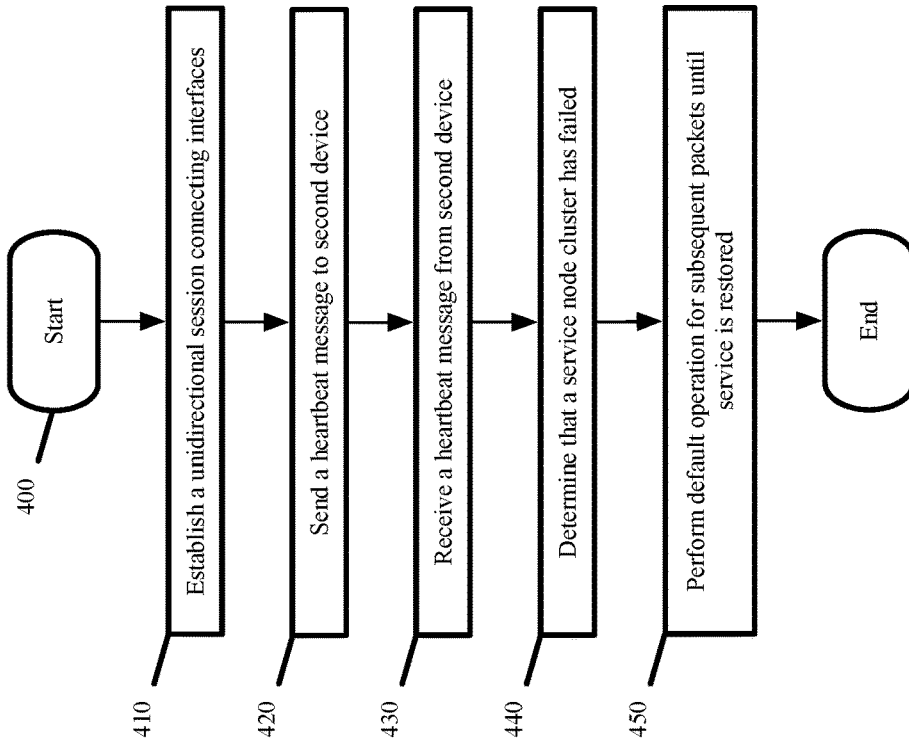 Start
400
Establish a unidirectional session connecting interfaces
410
Send a heartbeat message to second device
420
Receive a heartbeat message from second device
430
Determine that a service node cluster has failed
440
Perform default operation for subsequent packets until
service is restored
450
End